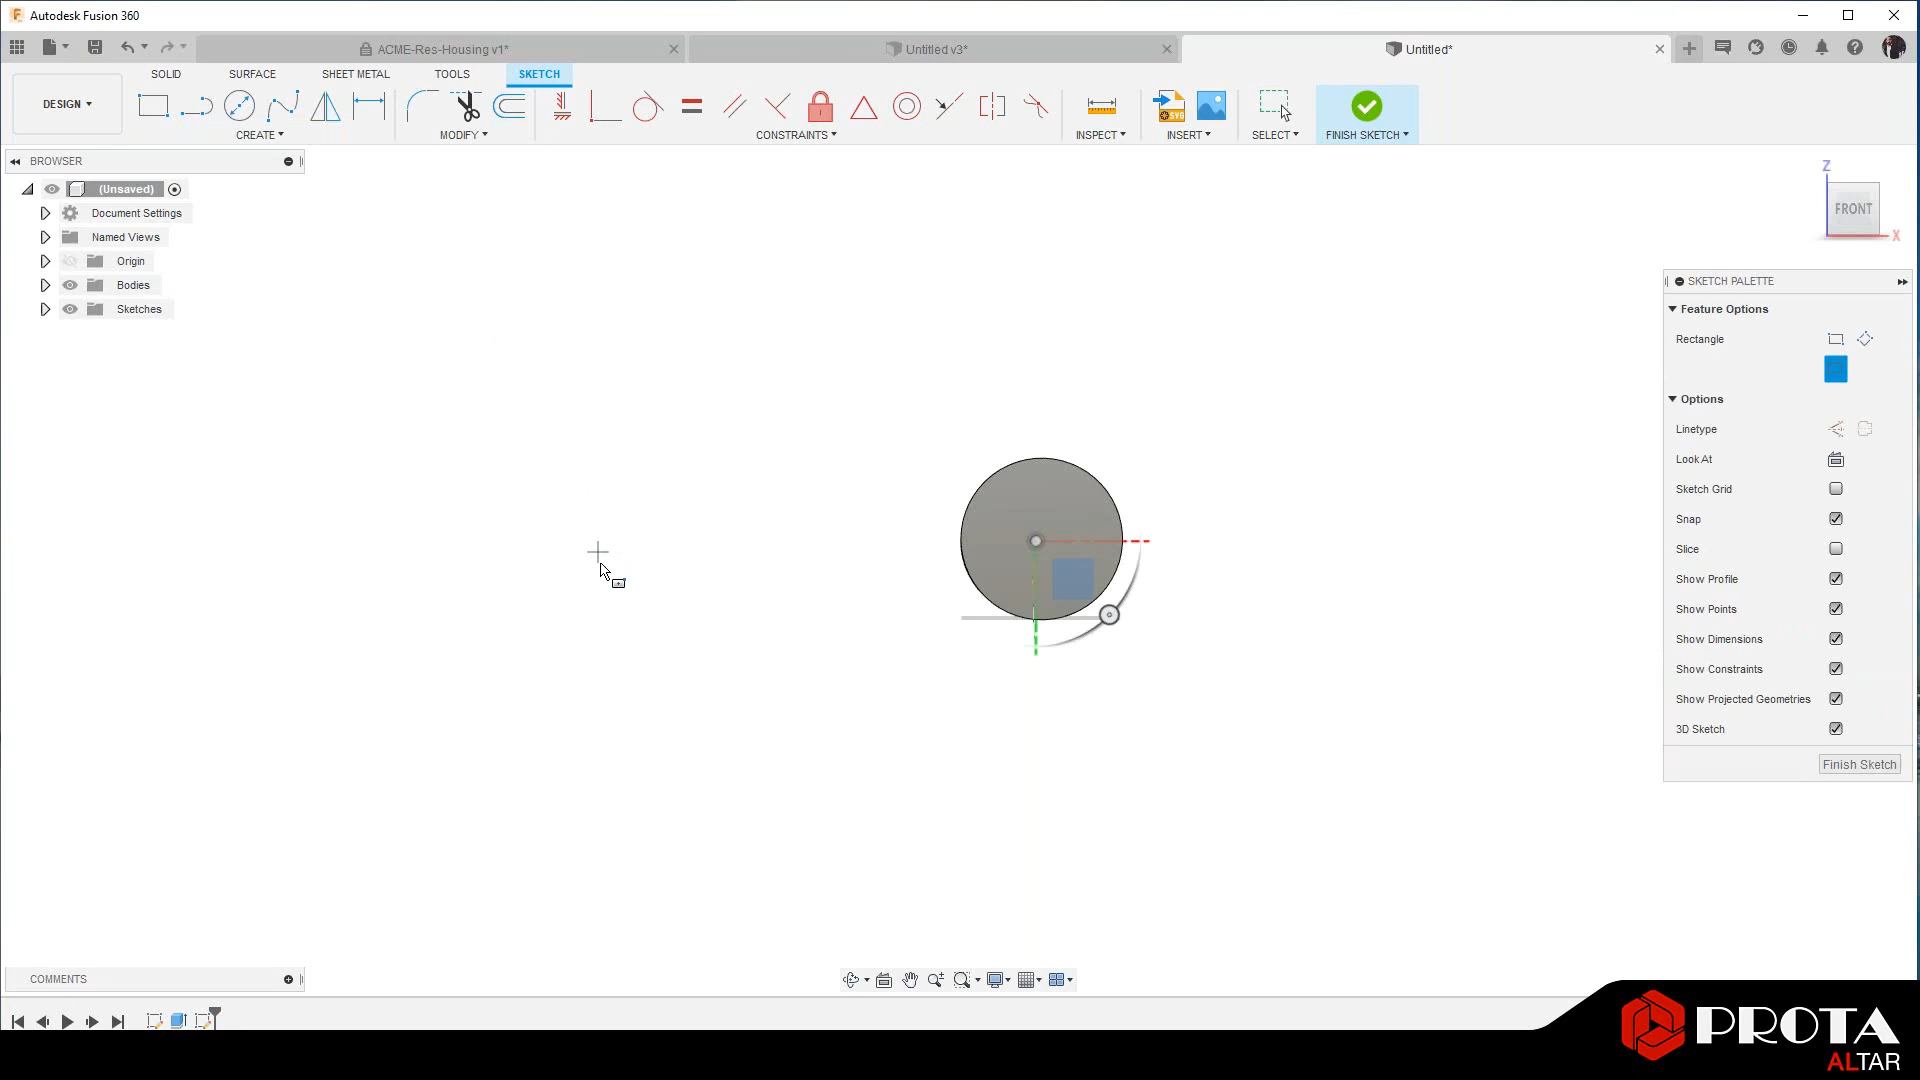 Autodesk Fusion 360
ACME-Res-Housing v1*
Untitled v3*
Untitled*
DESIGN
SOLID
SURFACE
SHEET METAL
TOOLS
SKETCH
CREATE
MODIFY
CONSTRAINTS
INSPECT
INSERT
SELECT
FINISH SKETCH
SVG
BROWSER
(Unsaved)
Document Settings
Named Views
Origin
Bodies
Sketches
Z
FRONT
X
SKETCH PALETTE
Feature Options
Rectangle
Options
Linetype
Look At
Sketch Grid
Snap
Slice
Show Profile
Show Points
Show Dimensions
Show Constraints
Show Projected Geometries
3D Sketch
Finish Sketch
COMMENTS
PROTA
ALTAR